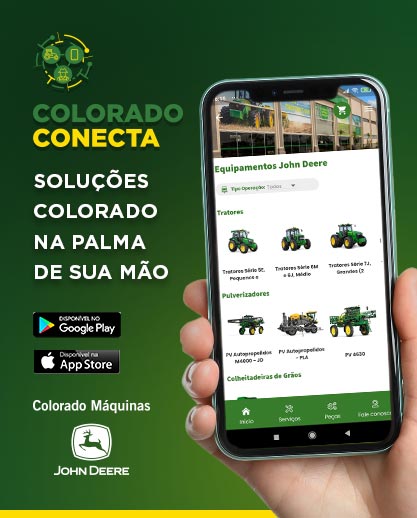 COLORADO
CONECTA
SOLUÇÕES
COLORADO
NA PALMA
DE SUA MÃO
DISPONÍVEL NO
Google Play
Disponível na
App Store
Colorado Máquinas
JOHN DEERE
Equipamentos John Deere
Tipo Operação: Todos
Tratores
Tratores Série 5E,
Pequenos e
Tratores Série 6M
e 6J, Médio
Tratores Série 7J,
Grandes (2
Pulverizadores
PV Autopropelidos
M4000 - JD
PV Autopropelidos
- PLA
PV 4630
Colheitadeiras de Grãos
Início
Serviços
Peças
Fale conosco